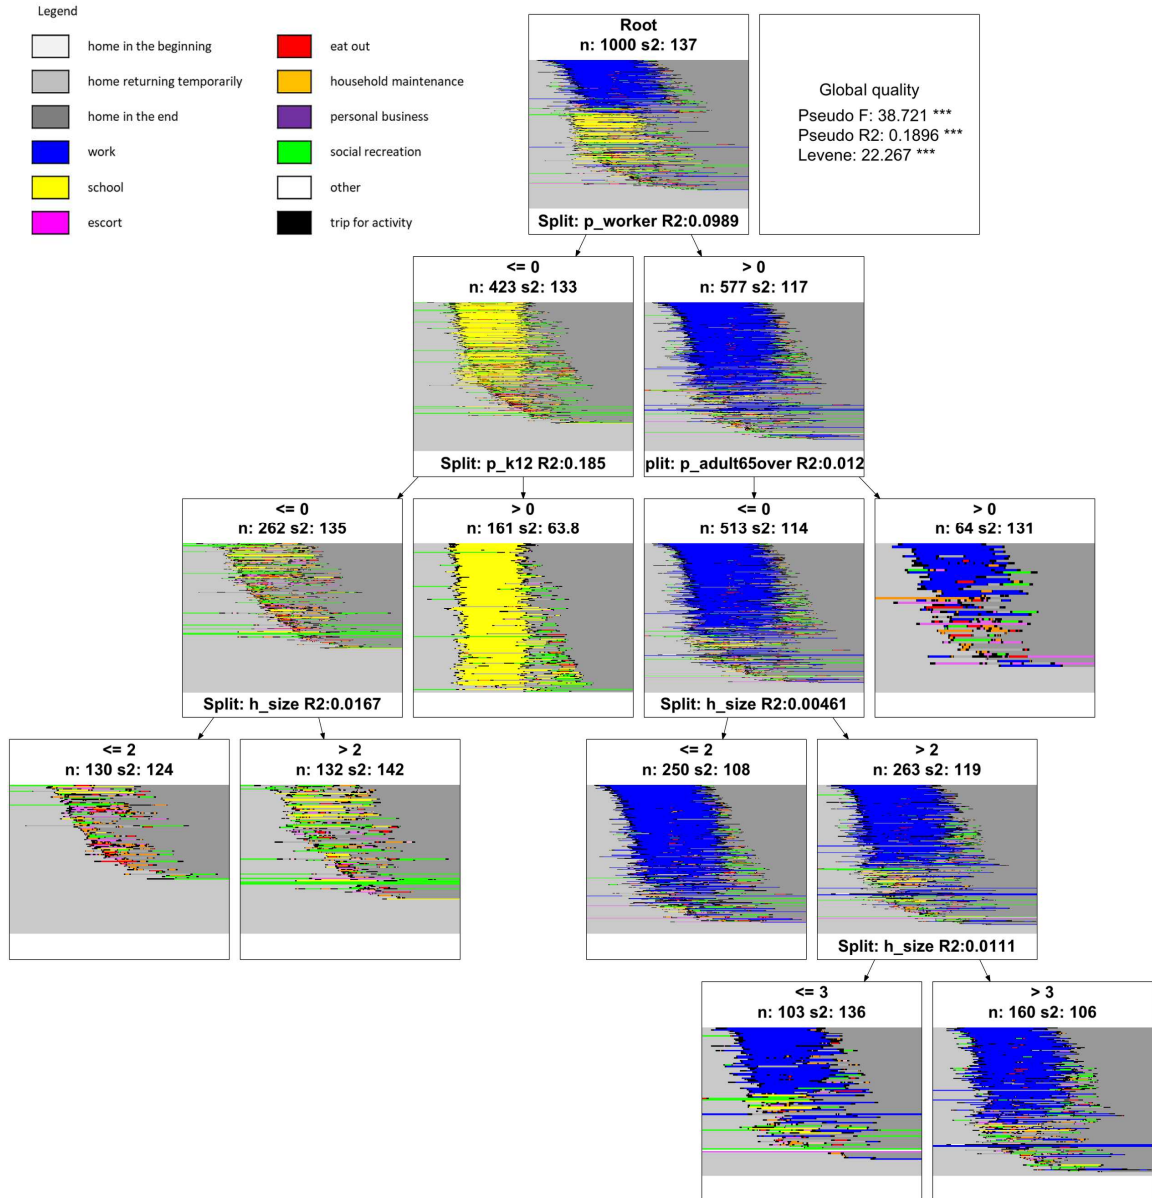 Legend
home in the beginning
home returning temporarily
home in the end
work
school
escort
eat out
household maintenance
personal business
social recreation
other
trip for activity
Root
n: 1000 s2: 137
Split: p_worker R2:0.0989
Global quality
Pseudo F: 38.721 ***
Pseudo R2: 0.1896 ***
Levene: 22.267 ***
<= 0
n: 423 s2: 133
Split: p_k12 R2:0.185
> 0
n: 577 s2: 117
plit: p_adult65over R2:0.012
<= 0
n: 262 s2: 135
Split: h_size R2:0.0167
> 0
n: 161 s2: 63.8
<= 0
n: 513 s2: 114
Split: h_size R2:0.00461
> 0
n: 64 s2: 131
<= 2
n: 130 s2: 124
> 2
n: 132 s2: 142
<= 2
n: 250 s2: 108
> 2
n: 263 s2: 119
Split: h_size R2:0.0111
<= 3
n: 103 s2: 136
> 3
n: 160 s2: 106